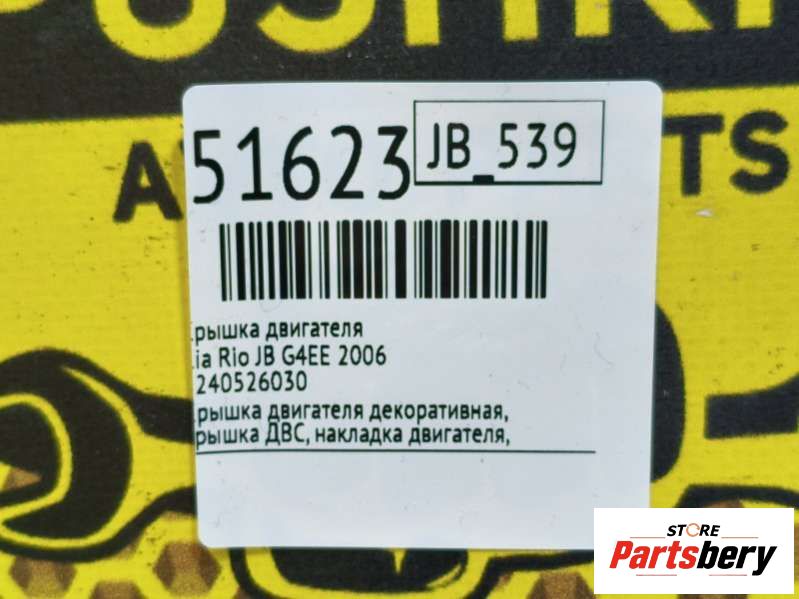 51623 JB_539
рышка двигателя
ia Rio JB G4EE 2006
240526030
рышка двигателя декоративная,
рышка ДВС, накладка двигателя,
TS
STORE
Partsbery